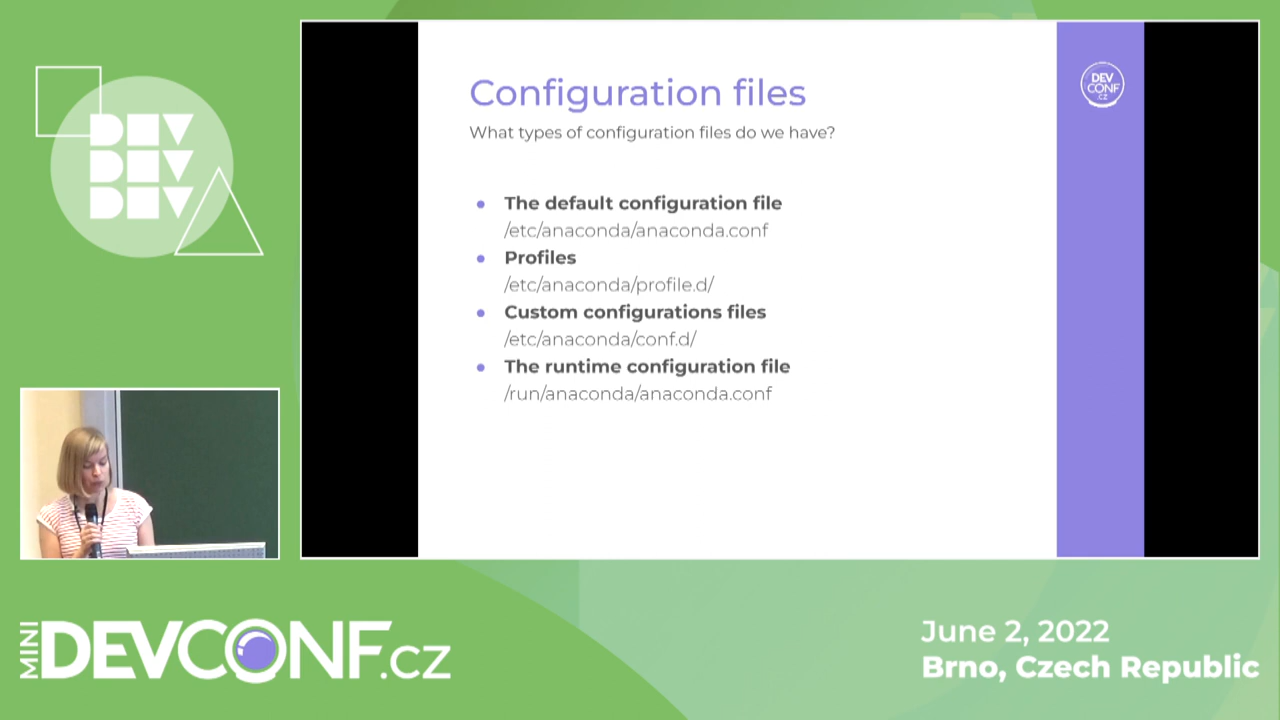 DEV
DEV
DEV
Configuration files
What types of configuration files do we have?
DEV
CONF
.CZ
The default configuration file
/etc/anaconda/anaconda.conf
Profiles
/etc/anaconda/profile.d/
Custom configurations files
/etc/anaconda/conf.d/
The runtime configuration file
/run/anaconda/anaconda.conf
MINI
DEVCONF.CZ
June 2, 2022
Brno, Czech Republic